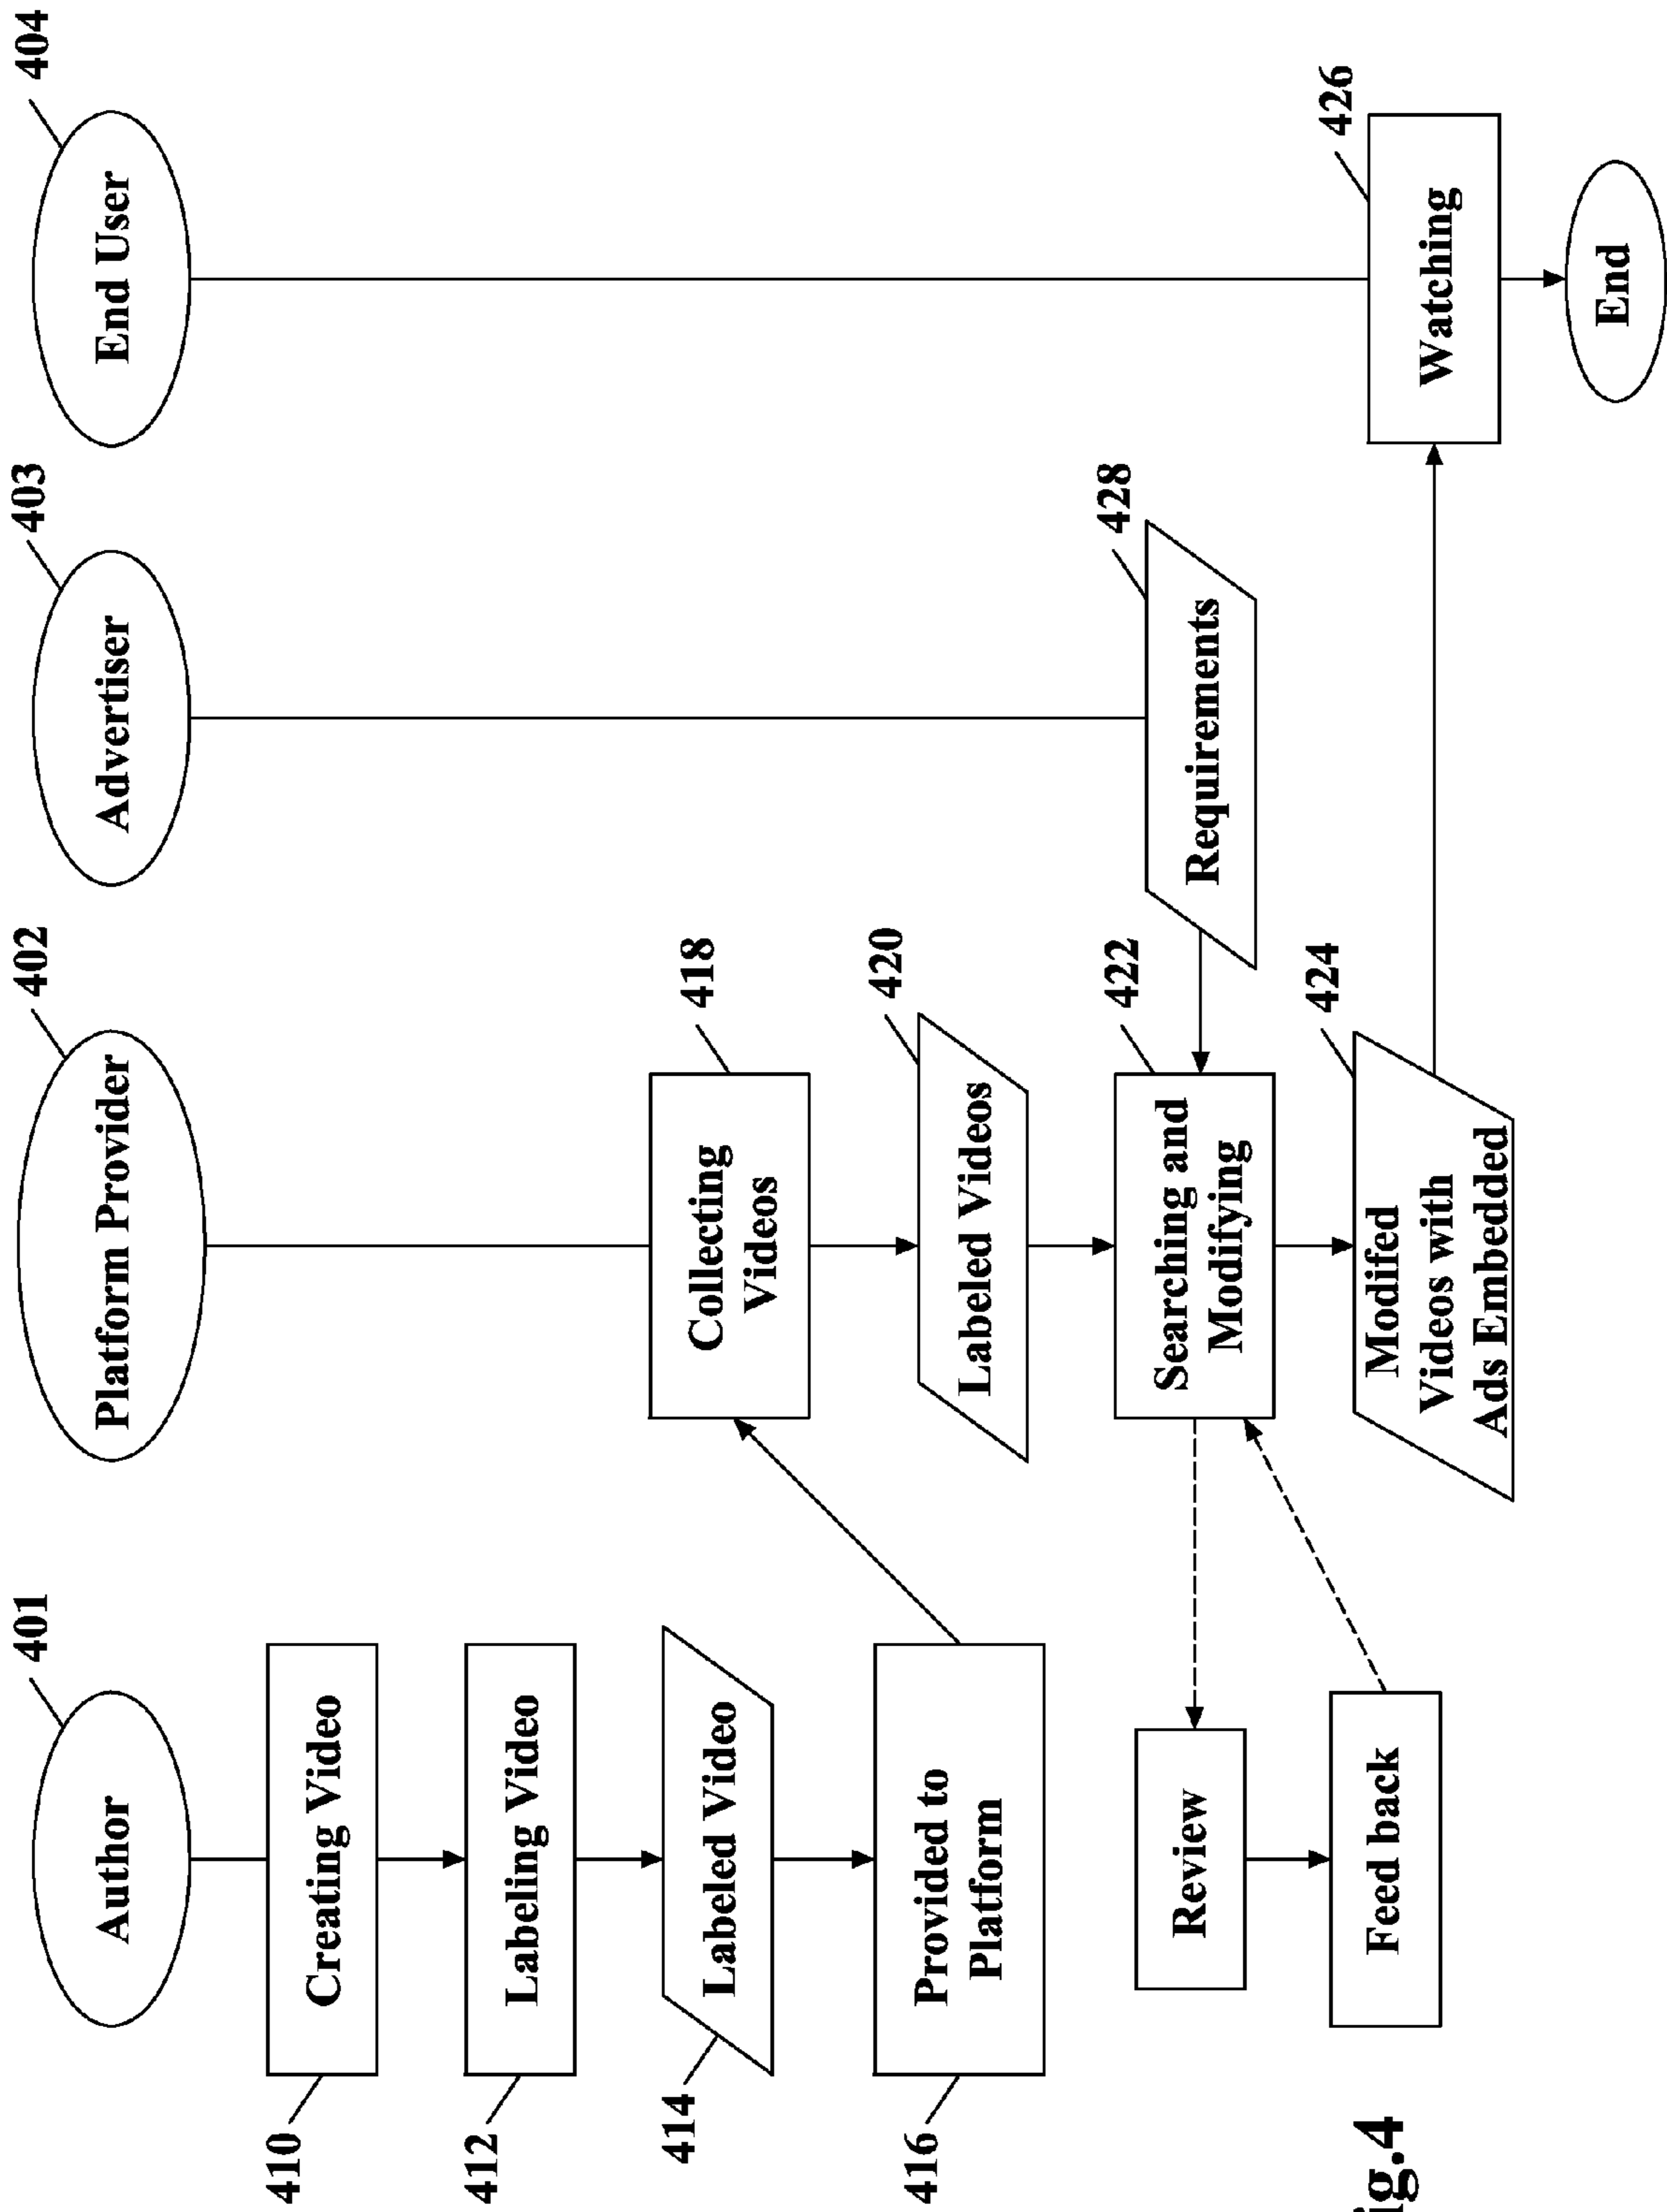 401
402
403
404
Author
Platform Provider
Advertiser
End User
410
Creating Video
412
Labeling Video
414
Labeled Video
416
Provided to
Platform
418
Collecting
Videos
420
Labeled Videos
422
Searching and
Modifying
428
Requirements
Review
Feed back
424
Modifed
Videos with
Ads Embedded
426
Watching
End
ig.4